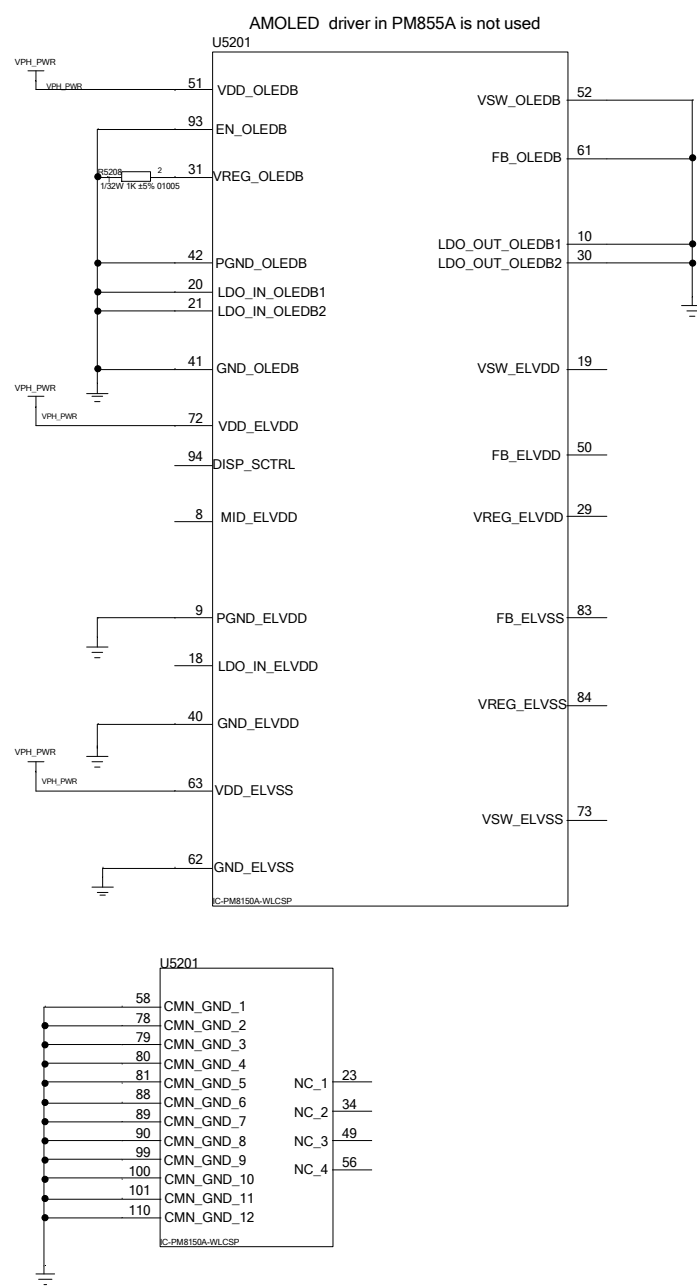 AMOLED driver in PM855A is not used
U5201
VPH_PWR
VPH_PWR
51 VDD_OLEDB
VSW_OLEDB 52
93 EN_OLEDB
FB_OLEDB 61
R5208
1 2
1/32W 1K ±5% 01005
31 VREG_OLEDB
LDO_OUT_OLEDB1 10
42 PGND_OLEDB
LDO_OUT_OLEDB2 30
20 LDO_IN_OLEDB1
21 LDO_IN_OLEDB2
41 GND_OLEDB
VSW_ELVDD 19
VPH_PWR
VPH_PWR
72 VDD_ELVDD
FB_ELVDD 50
94 DISP_SCTRL
8 MID_ELVDD
VREG_ELVDD 29
9 PGND_ELVDD
FB_ELVSS 83
18 LDO_IN_ELVDD
VREG_ELVSS 84
40 GND_ELVDD
VPH_PWR
VPH_PWR
63 VDD_ELVSS
VSW_ELVSS 73
62 GND_ELVSS
IC-PM8150A-WLCSP
U5201
58 CMN_GND_1
78 CMN_GND_2
79 CMN_GND_3
80 CMN_GND_4
81 CMN_GND_5
NC_1 23
88 CMN_GND_6
NC_2 34
89 CMN_GND_7
90 CMN_GND_8
NC_3 49
99 CMN_GND_9
NC_4 56
100 CMN_GND_10
101 CMN_GND_11
110 CMN_GND_12
IC-PM8150A-WLCSP